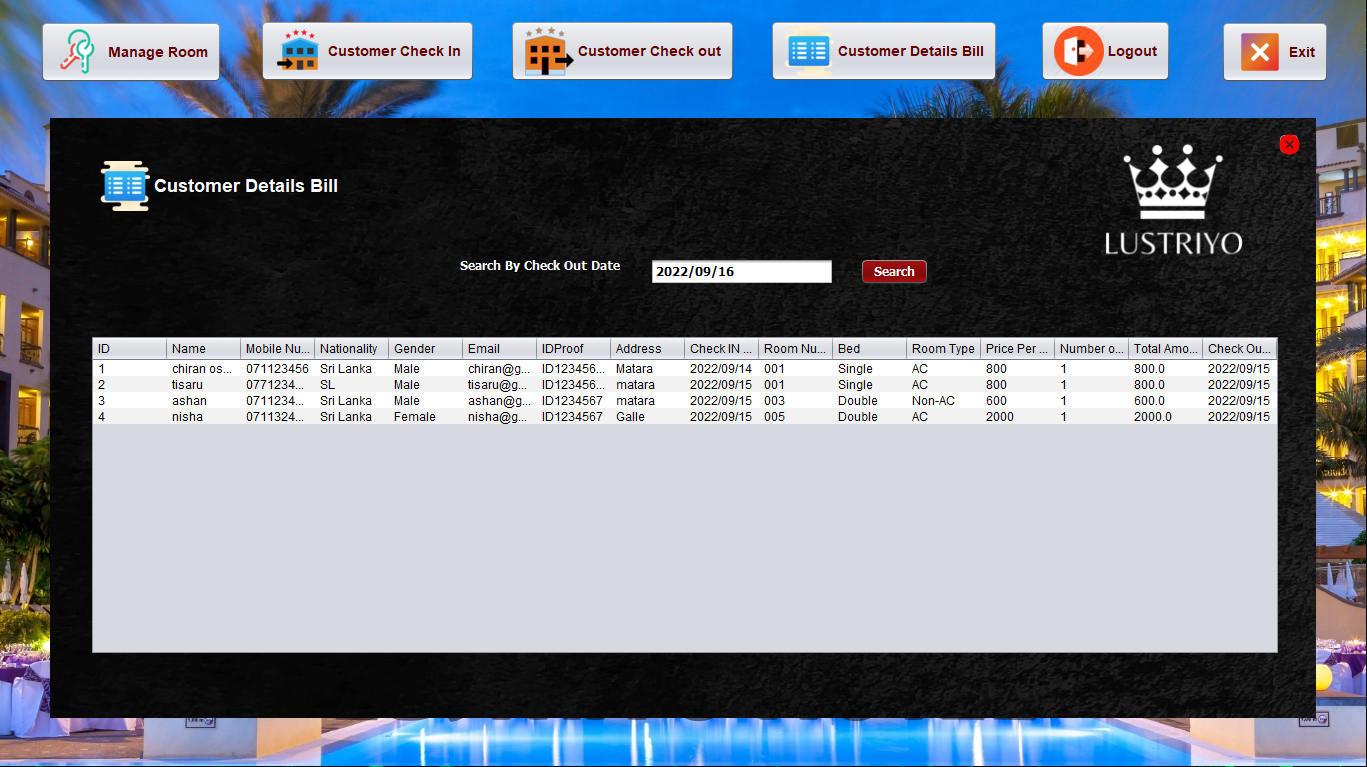 Manage Room
Customer Check In
Customer Check out
Customer Details Bill
Logout
Exit
Customer Details Bill
LUSTRIYO
Search By Check Out Date 2022/09/16 Search
ID Name Mobile Nu... Nationality Gender Email IDProof Address Check IN ... Room Nu... Bed Room Type Price Per ... Number o... Total Amo... Check Ou...
1 chiran os... 071123456 Sri Lanka Male chiran@g... ID123456... Matara 2022/09/14 001 Single AC 800 1 800.0 2022/09/15
2 tisaru 0771234... SL Male tisaru@g... ID123456... matara 2022/09/15 001 Single AC 800 1 800.0 2022/09/15
3 ashan 0771234... Sri Lanka Male ashan@g... ID1234567 matara 2022/09/15 003 Double Non-AC 600 1 600.0 2022/09/15
4 nisha 0711324... Sri Lanka Female nisha@g... ID1234567 Galle 2022/09/15 005 Double AC 2000 1 2000.0 2022/09/15